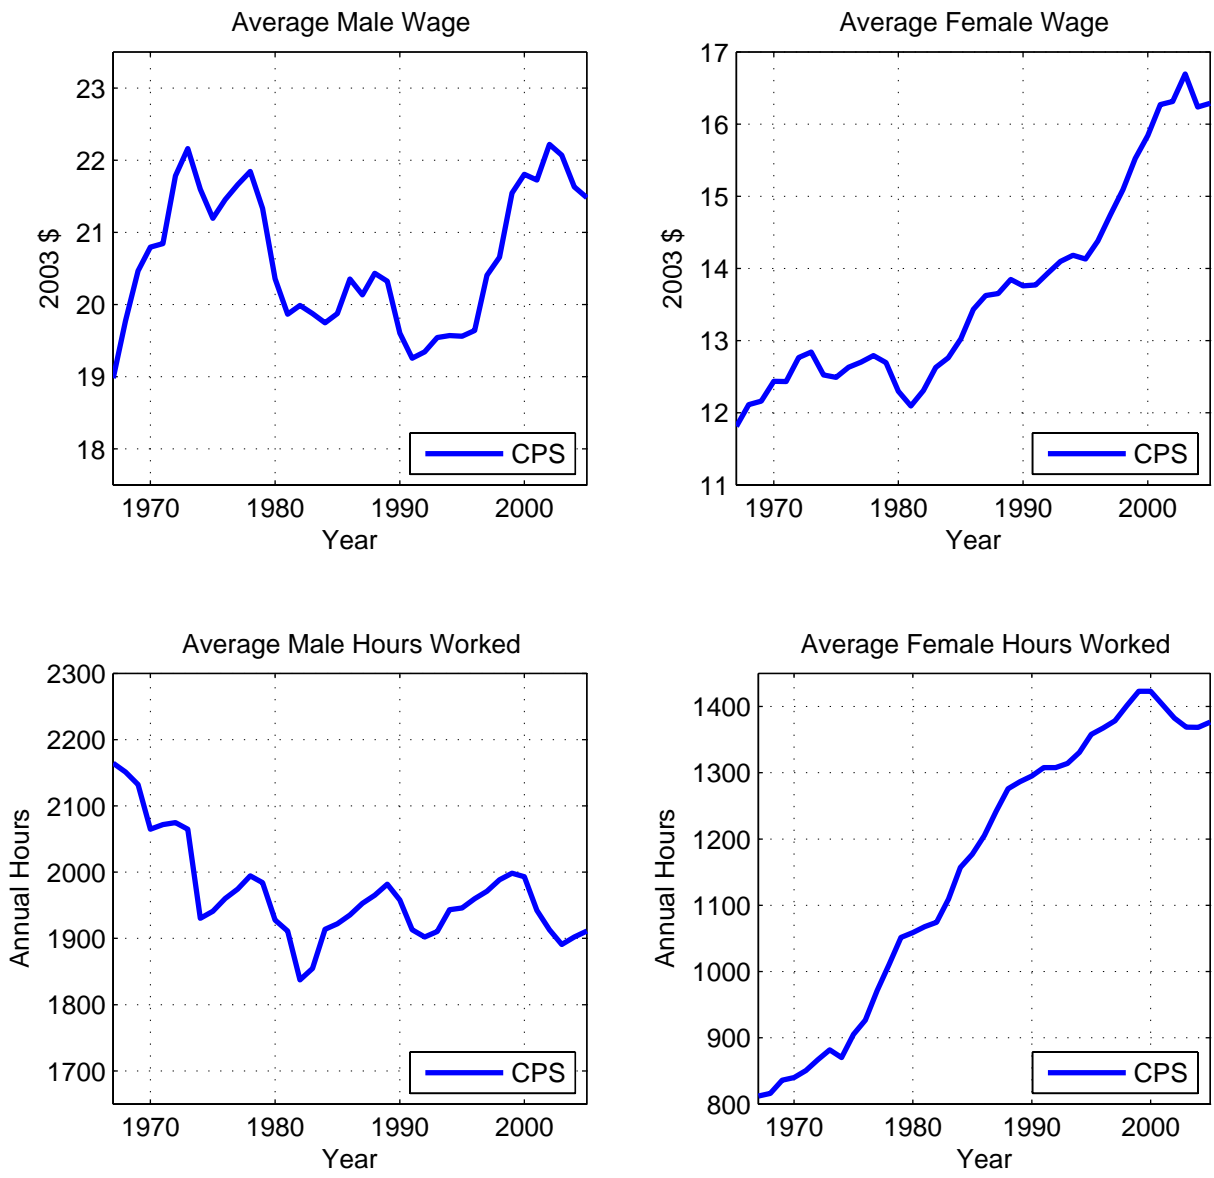 Average Male Wage
23
22
21
20
19
18
2003 $
1970 1980 1990 2000
Year
CPS
Average Female Wage
17
16
15
14
13
12
11
2003 $
1970 1980 1990 2000
Year
CPS
Average Male Hours Worked
2300
2200
2100
2000
1900
1800
1700
Annual Hours
1970 1980 1990 2000
Year
CPS
Average Female Hours Worked
1400
1300
1200
1100
1000
900
800
Annual Hours
1970 1980 1990 2000
Year
CPS